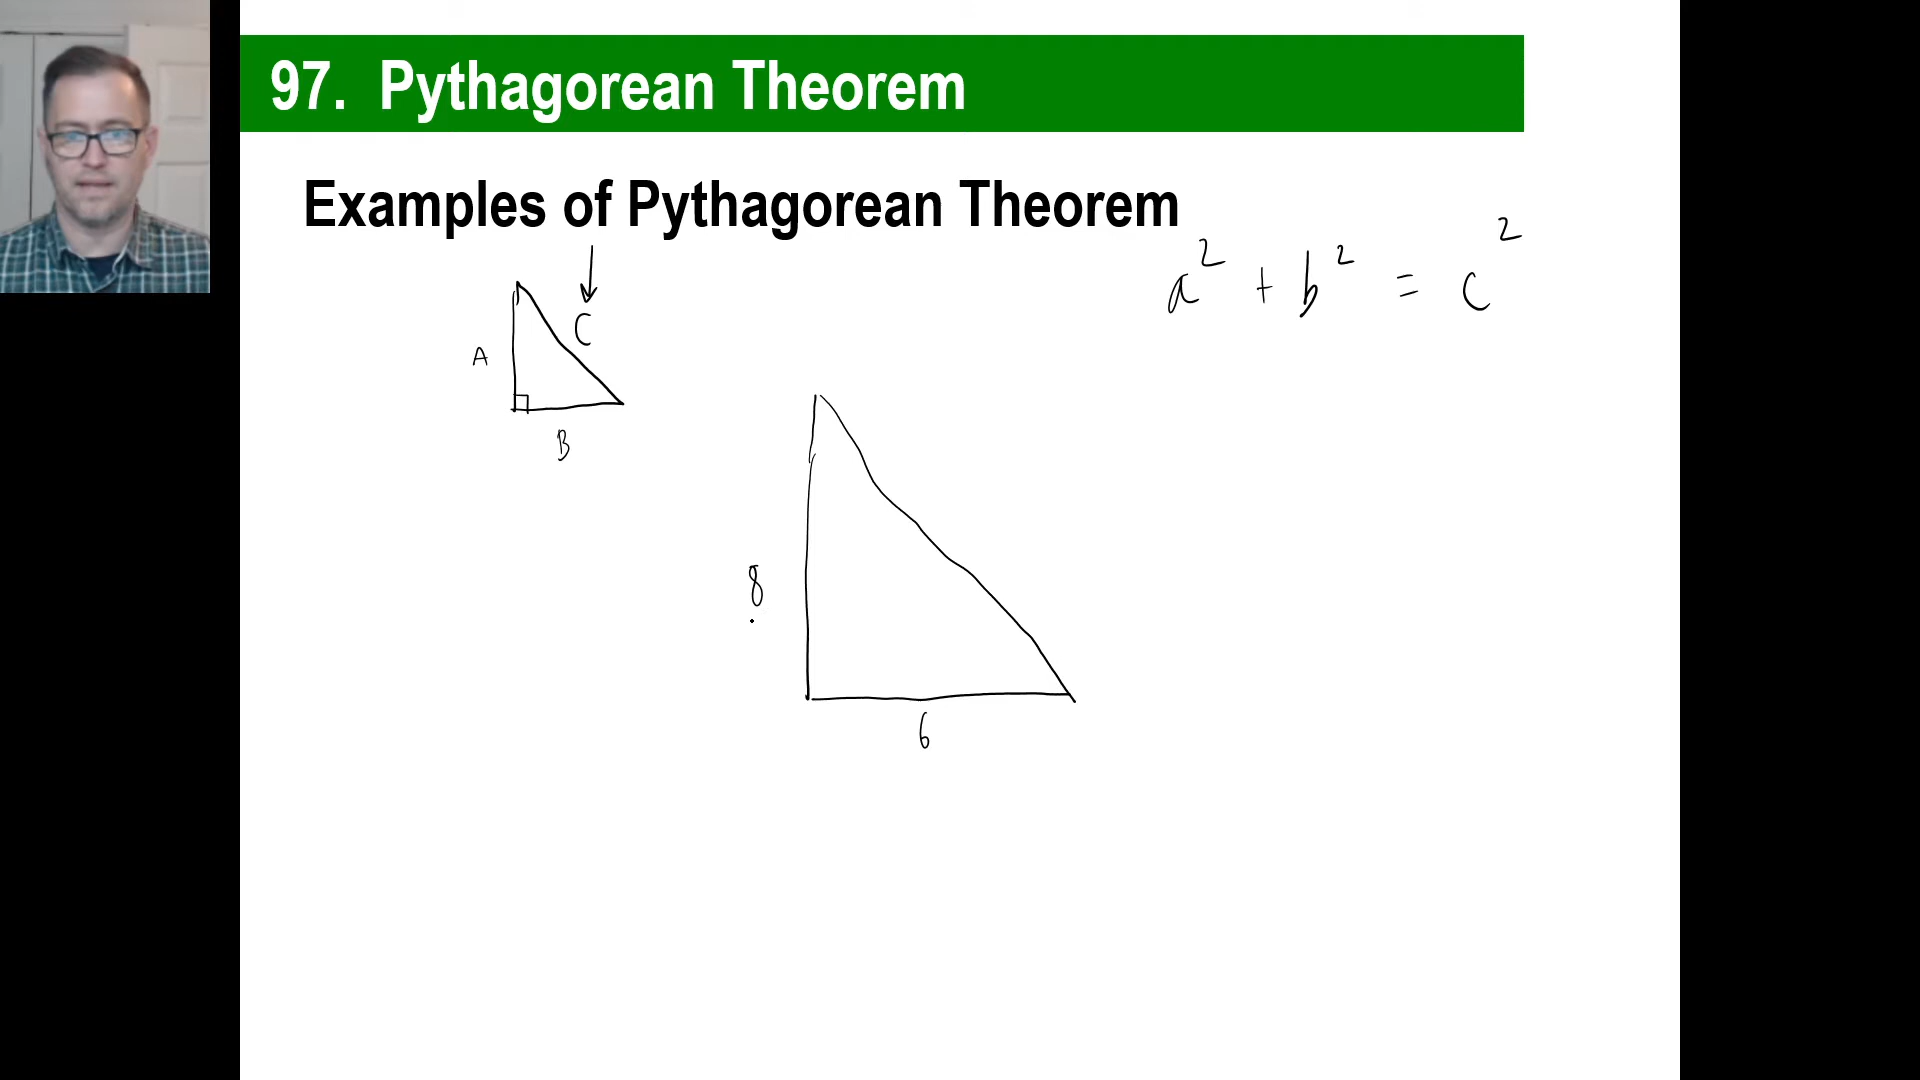 97. Pythagorean Theorem
Examples of Pythagorean Theorem
a² + b² = c²
C
A
B
8
6